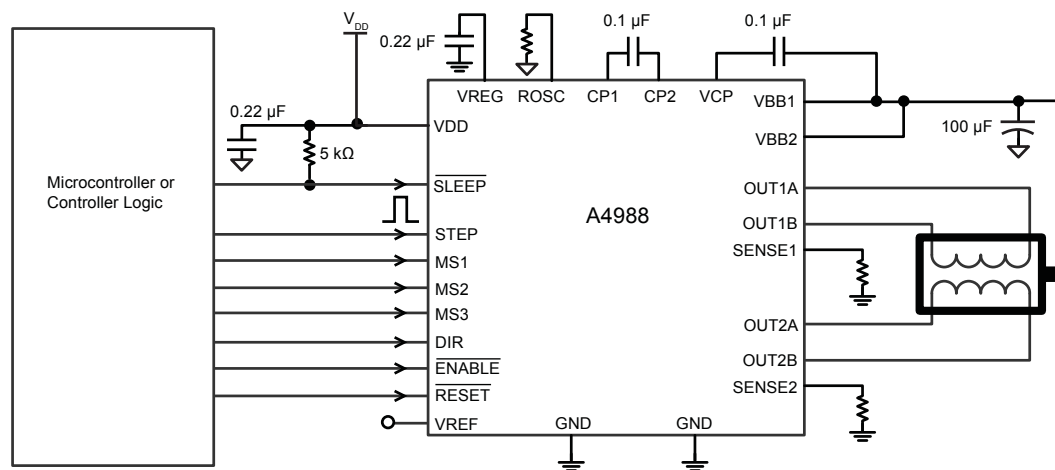 V_DD
0.22 µF
0.1 µF
0.1 µF
VREG
ROSC
CP1
CP2
VCP
VBB1
0.22 µF
VDD
VBB2
100 µF
5 kΩ
Microcontroller or
Controller Logic
SLEEP
OUT1A
A4988
OUT1B
STEP
SENSE1
MS1
MS2
MS3
OUT2A
DIR
OUT2B
ENABLE
SENSE2
RESET
VREF
GND
GND